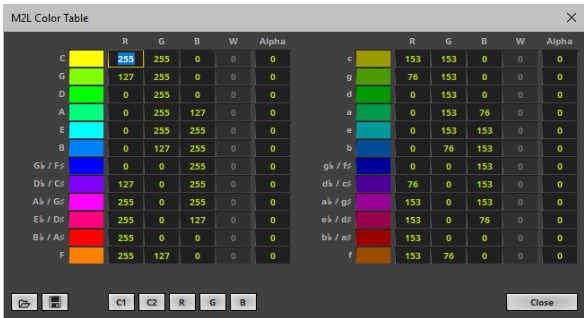 M2L Color Table
R G B W Alpha R G B W Alpha
C 255 255 0 0 0 c 153 153 0 0 0
G 127 255 0 0 0 g 76 153 0 0 0
D 0 255 0 0 0 d 0 153 0 0 0
A 0 255 127 0 0 a 0 153 76 0 0
E 0 255 255 0 0 e 0 153 153 0 0
B 0 127 255 0 0 b 0 76 153 0 0
G♭ / F♯ 0 0 255 0 0 g♭ / f♯ 0 0 153 0 0
D♭ / C♯ 127 0 255 0 0 d♭ / c♯ 76 0 153 0 0
A♭ / G♯ 255 0 255 0 0 a♭ / g♯ 153 0 153 0 0
E♭ / D♯ 255 0 127 0 0 e♭ / d♯ 153 0 76 0 0
B♭ / A♯ 255 0 0 0 0 b♭ / a♯ 153 0 0 0 0
F 255 127 0 0 0 f 153 76 0 0 0
C1 C2 R G B Close